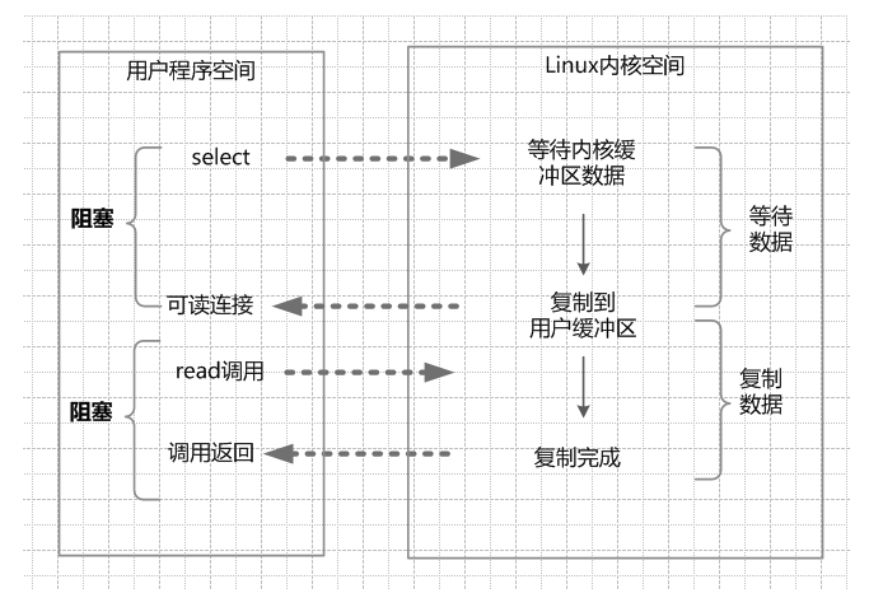 用户程序空间
Linux内核空间
select
等待内核缓
冲区数据
阻塞
等待
数据
可读连接
复制到
用户缓冲区
read调用
复制
数据
阻塞
调用返回
复制完成